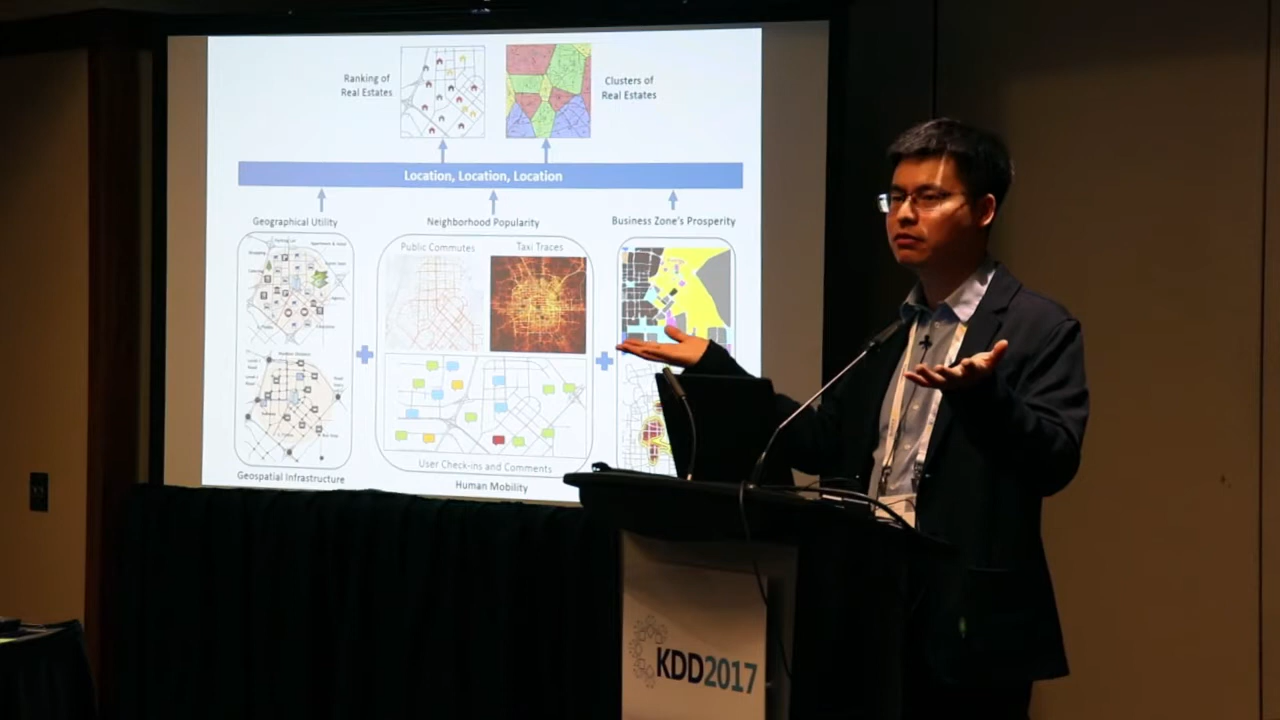 Ranking of
Real Estates
Clusters of
Real Estates
Location, Location, Location
Geographical Utility
Neighborhood Popularity
Business Zone's Prosperity
Public Commutes
Taxi Traces
User Check-ins and Comments
Geospatial Infrastructure
Human Mobility
KDD2017